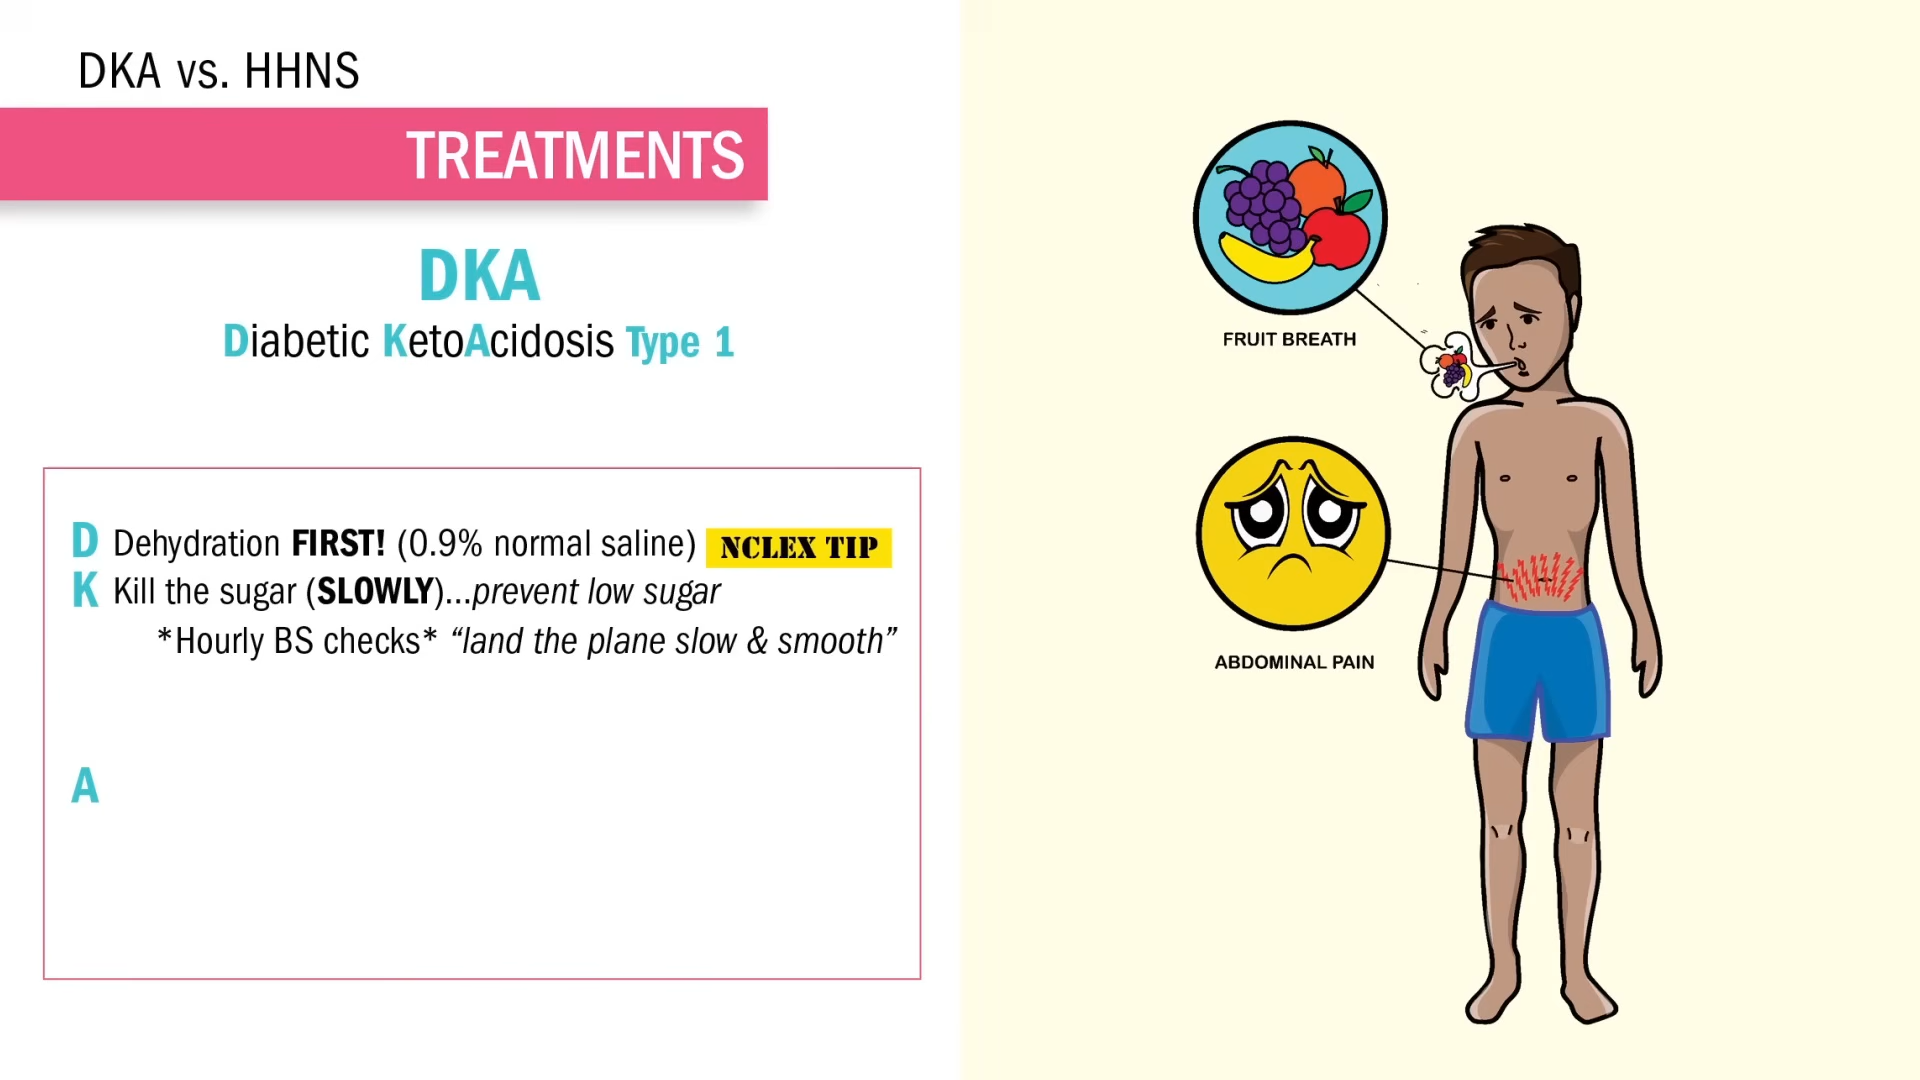 DKA vs. HHNS
TREATMENTS
DKA
Diabetic KetoAcidosis Type 1
D Dehydration FIRST! (0.9% normal saline) NCLEX TIP
K Kill the sugar (SLOWLY)...prevent low sugar
*Hourly BS checks* “land the plane slow & smooth”
A
FRUIT BREATH
ABDOMINAL PAIN